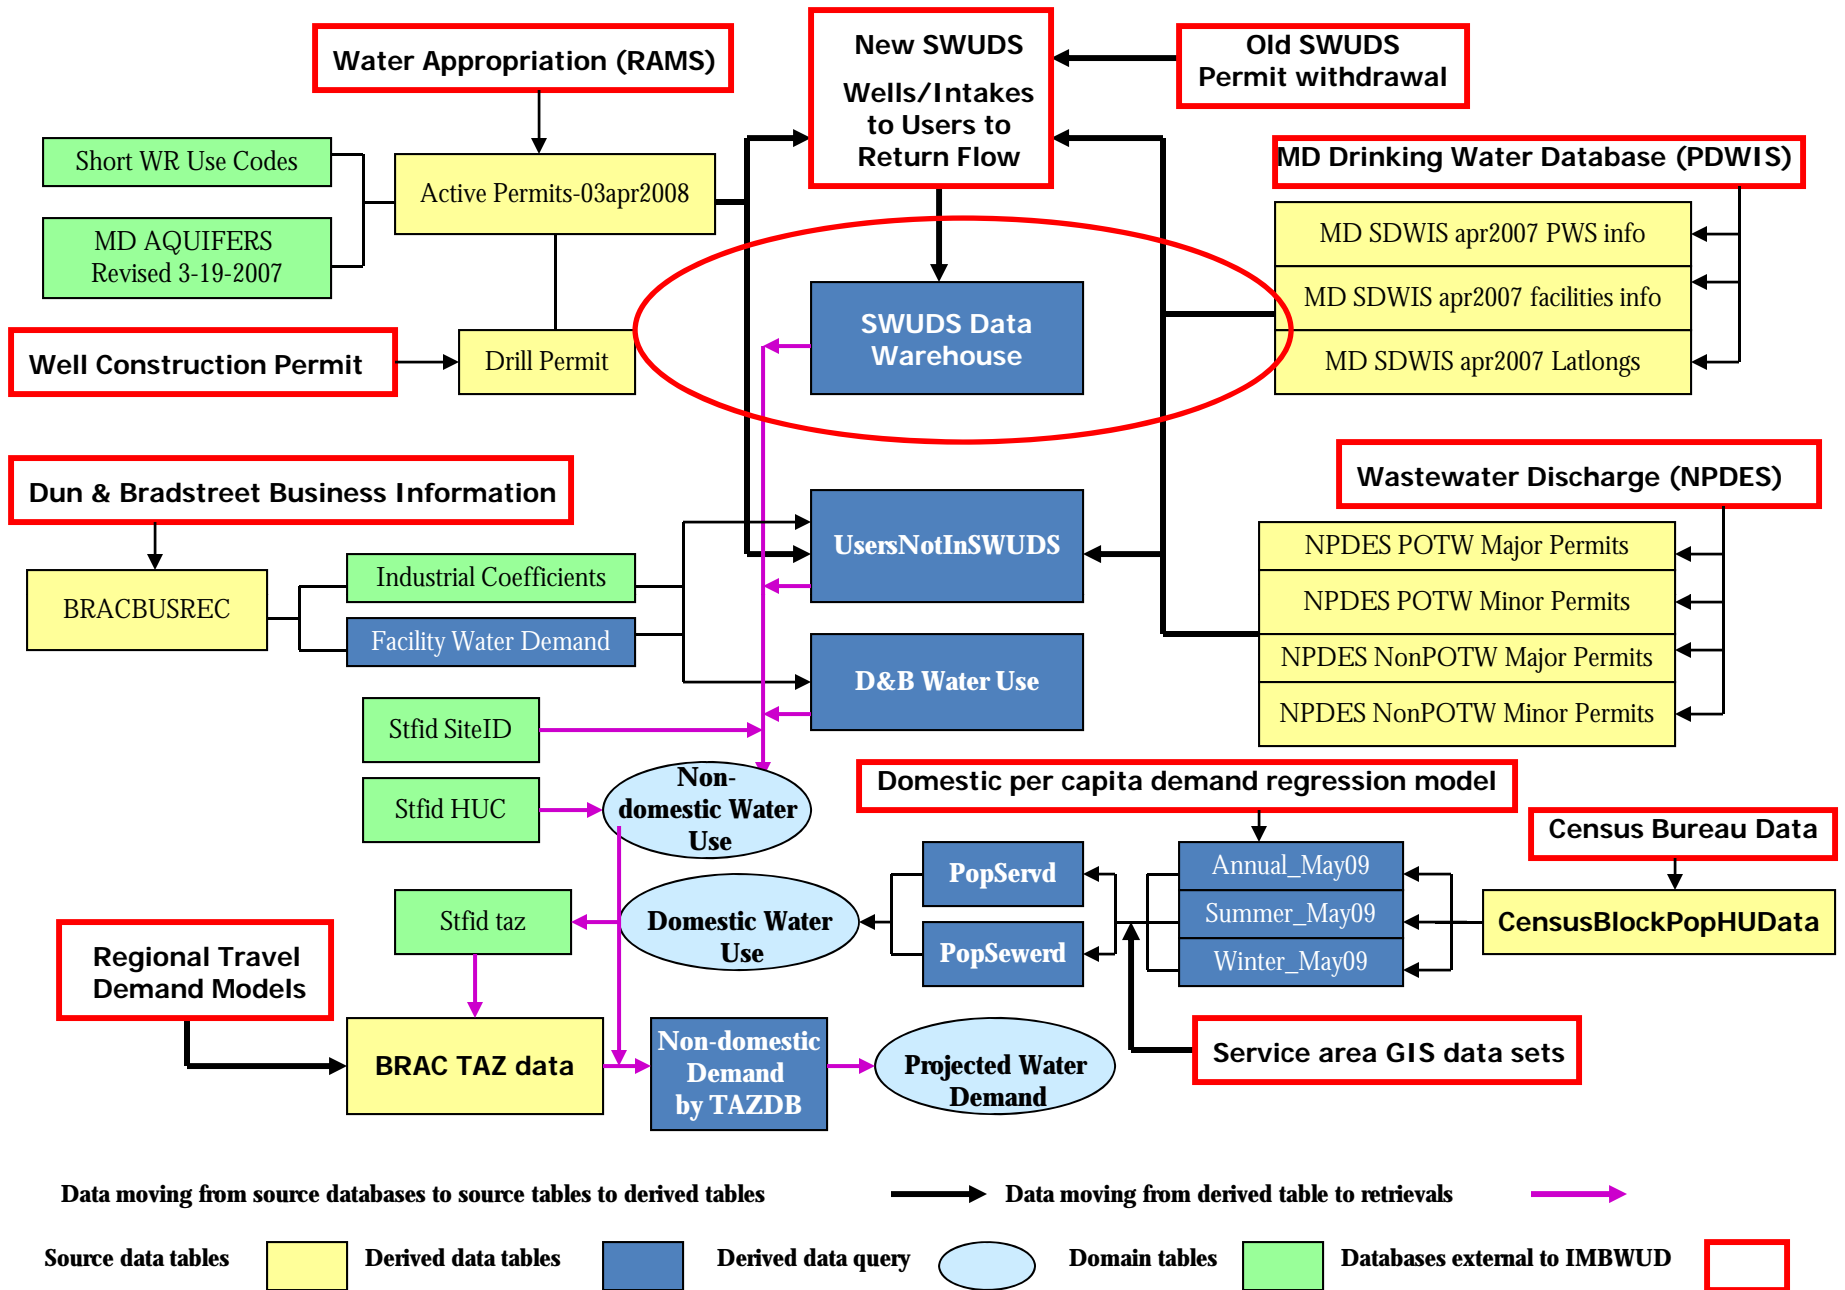 Water Appropriation (RAMS)
New SWUDS
Wells/Intakes
to Users to
Return Flow
Old SWUDS
Permit withdrawal
Short WR Use Codes
MD AQUIFERS
Revised 3-19-2007
Active Permits-03apr2008
MD Drinking Water Database (PDWIS)
MD SDWIS apr2007 PWS info
MD SDWIS apr2007 facilities info
MD SDWIS apr2007 Latlongs
Well Construction Permit
Drill Permit
SWUDS Data
Warehouse
Dun & Bradstreet Business Information
Wastewater Discharge (NPDES)
BRACBUSREC
Industrial Coefficients
Facility Water Demand
UsersNotInSWUDS
D&B Water Use
NPDES POTW Major Permits
NPDES POTW Minor Permits
NPDES NonPOTW Major Permits
NPDES NonPOTW Minor Permits
Stfid SiteID
Stfid HUC
Non-
domestic Water
Use
Domestic per capita demand regression model
Census Bureau Data
PopServd
PopSewerd
Annual_May09
Summer_May09
Winter_May09
CensusBlockPopHUData
Stfid taz
Domestic Water
Use
Regional Travel
Demand Models
BRAC TAZ data
Non-domestic
Demand
by TAZDB
Projected Water
Demand
Service area GIS data sets
Data moving from source databases to source tables to derived tables
Data moving from derived table to retrievals
Source data tables
Derived data tables
Derived data query
Domain tables
Databases external to IMBWUD